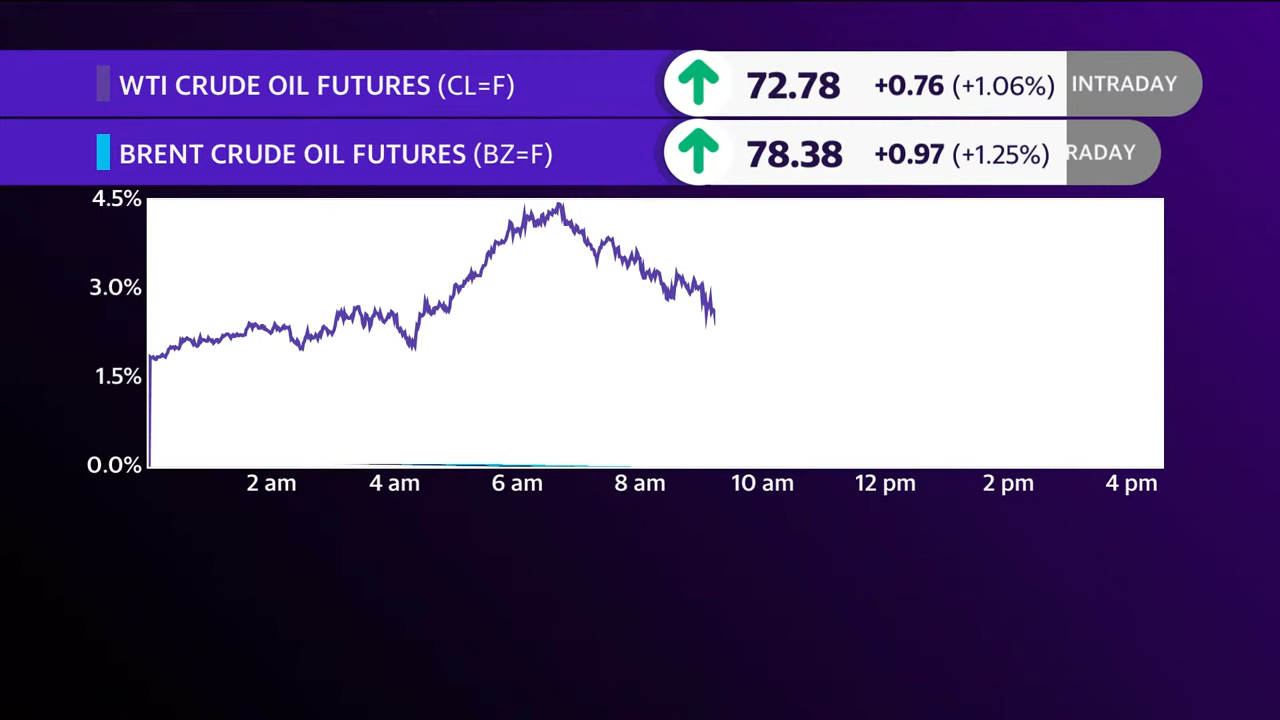 WTI CRUDE OIL FUTURES (CL=F) 72.78 +0.76 (+1.06%) INTRADAY
BRENT CRUDE OIL FUTURES (BZ=F) 78.38 +0.97 (+1.25%) RADAY
4.5%
3.0%
1.5%
0.0%
2 am 4 am 6 am 8 am 10 am 12 pm 2 pm 4 pm